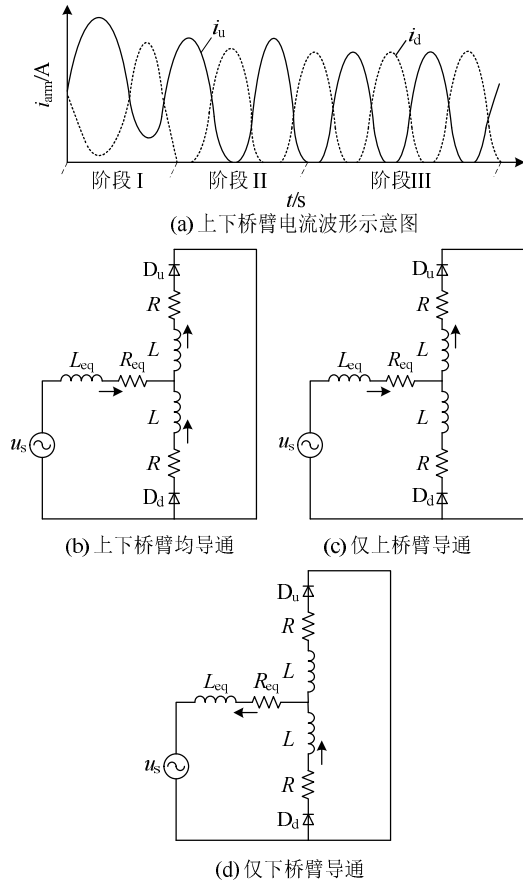 i_arm/A
i_u
i_d
阶段 I
阶段 II
阶段III
t/s
(a) 上下桥臂电流波形示意图
D_u
R
L
L_eq
R_eq
L
u_s
R
D_d
(b) 上下桥臂均导通
D_u
R
L
L_eq
R_eq
L
u_s
R
D_d
(c) 仅上桥臂导通
D_u
R
L
L_eq
R_eq
L
u_s
R
D_d
(d) 仅下桥臂导通